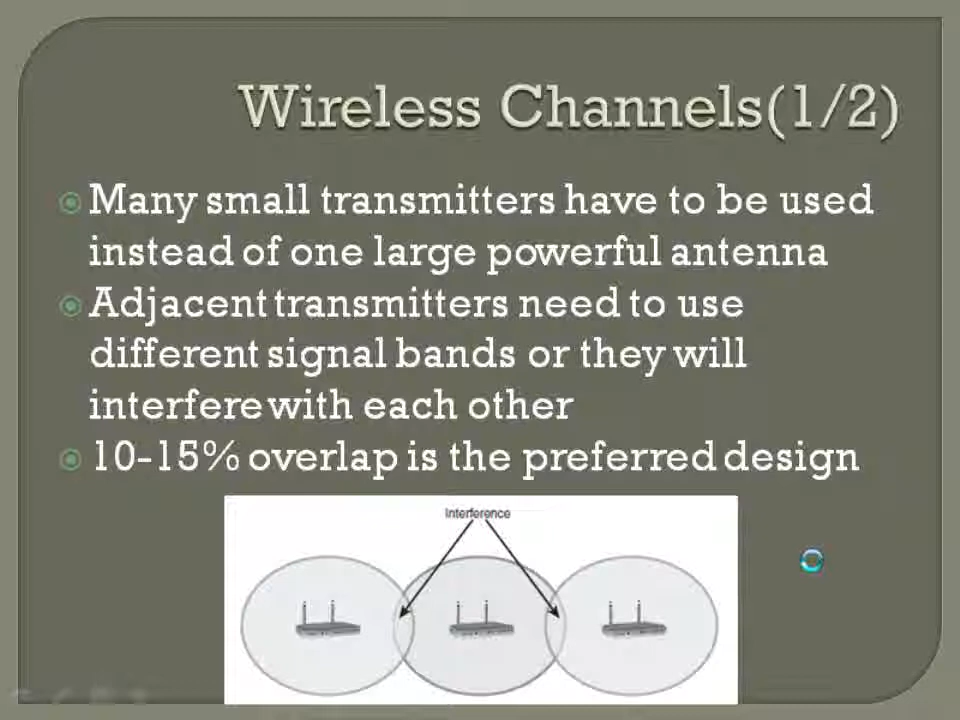 Wireless Channels(1/2)
Many small transmitters have to be used
instead of one large powerful antenna
Adjacent transmitters need to use
different signal bands or they will
interfere with each other
10-15% overlap is the preferred design
Interference